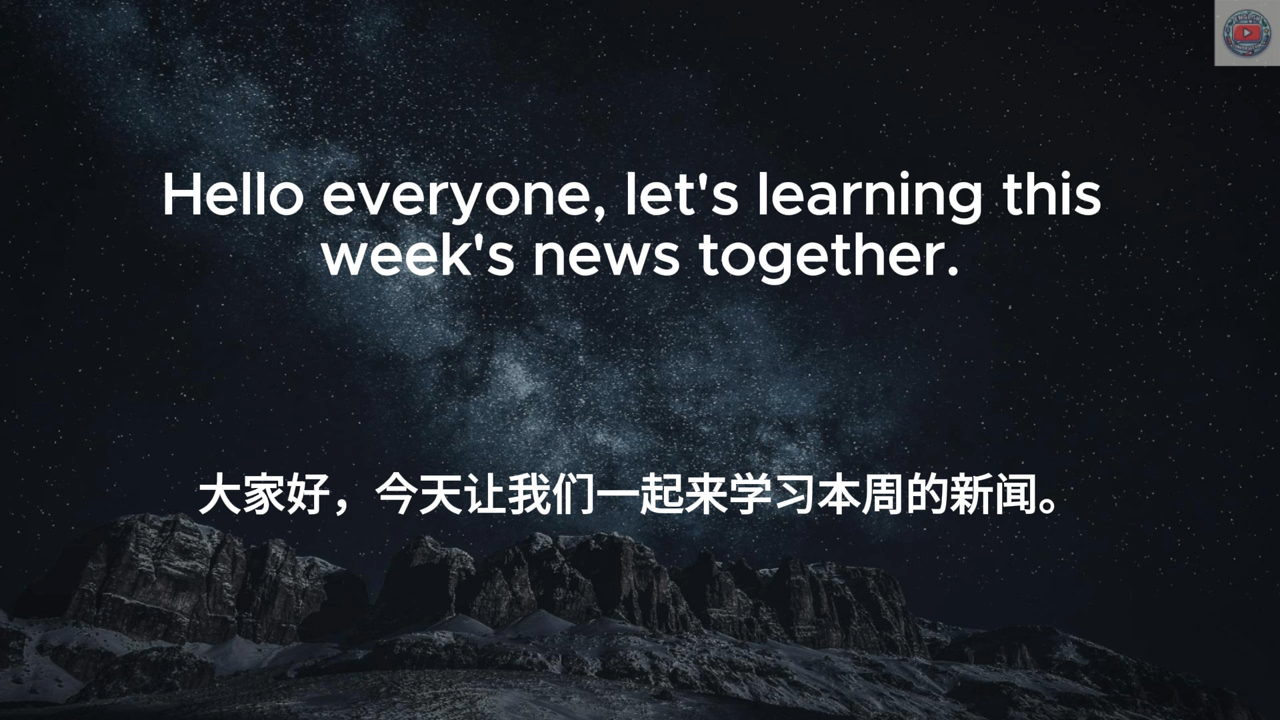 Hello everyone, let's learning this
week's news together.
大家好，今天让我们一起来学习本周的新闻。